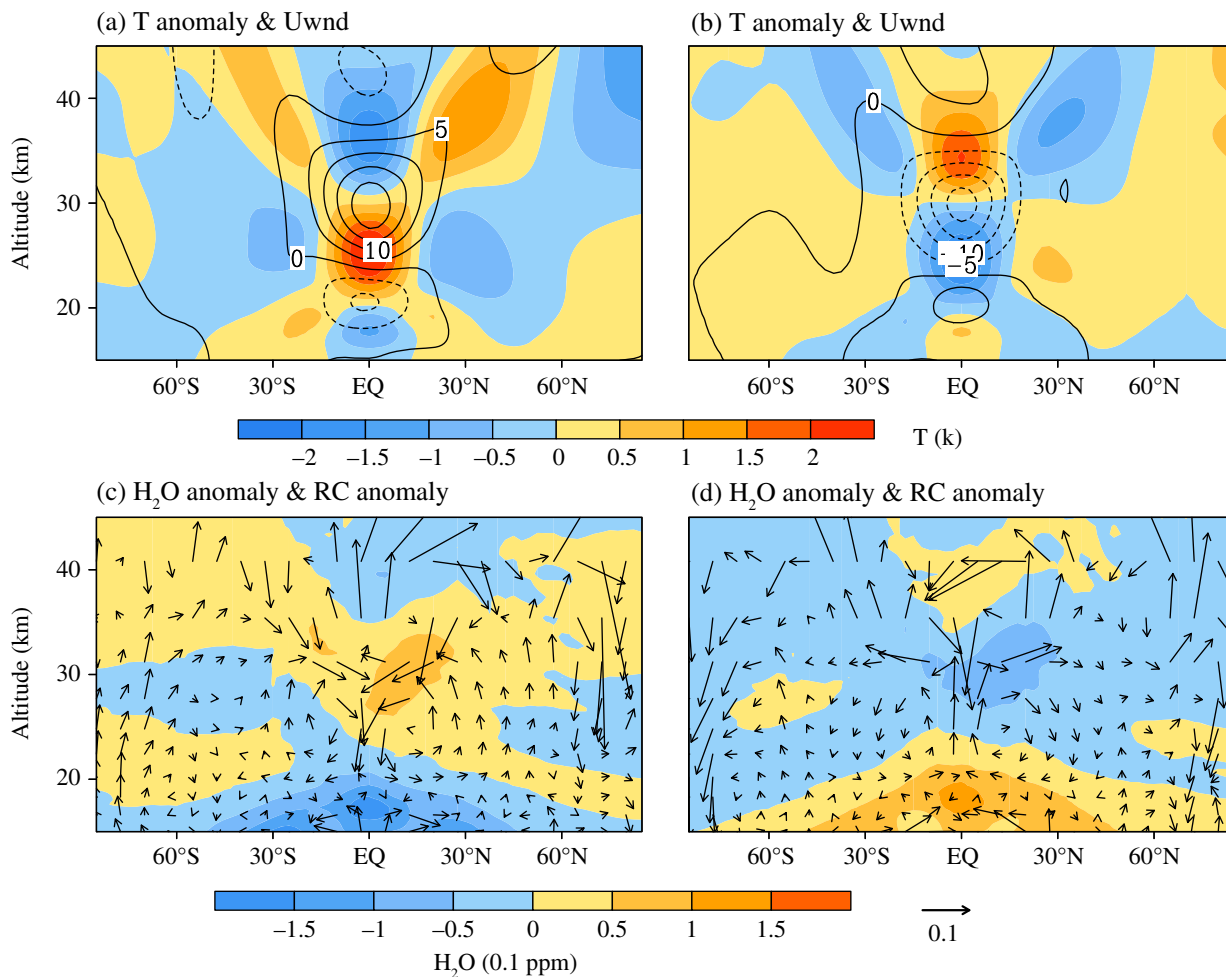 (a) T anomaly & Uwnd
(b) T anomaly & Uwnd
Altitude (km)
40
30
20
0
5
10
0
0
–10
–5
60°S 30°S EQ 30°N 60°N
60°S 30°S EQ 30°N 60°N
–2 –1.5 –1 –0.5 0 0.5 1 1.5 2
T (k)
(c) H₂O anomaly & RC anomaly
(d) H₂O anomaly & RC anomaly
Altitude (km)
40
30
20
60°S 30°S EQ 30°N 60°N
60°S 30°S EQ 30°N 60°N
–1.5 –1 –0.5 0 0.5 1 1.5
H₂O (0.1 ppm)
0.1